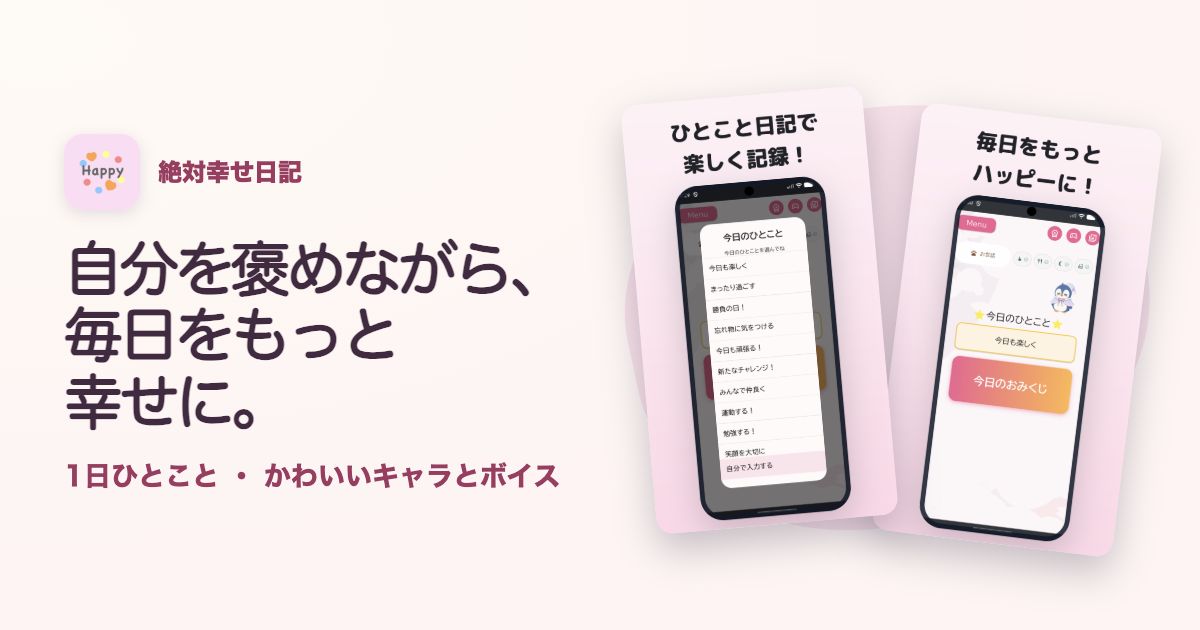 Happy
絶対幸せ日記
自分を褒めながら、
毎日をもっと
幸せに。
1日ひとこと ・ かわいいキャラとボイス
ひとこと日記で
楽しく記録！
Menu
今日のひとこと
今日のひとことを選んでね
今日も楽しく
まったり過ごす
勝負の日！
忘れ物に気をつける
今日も頑張る！
新たなチャレンジ！
みんなで仲良く
運動する！
勉強する！
笑顔を大切に
自分で入力する
毎日をもっと
ハッピーに！
Menu
お世話
今日のひとこと
今日も楽しく
今日のおみくじ